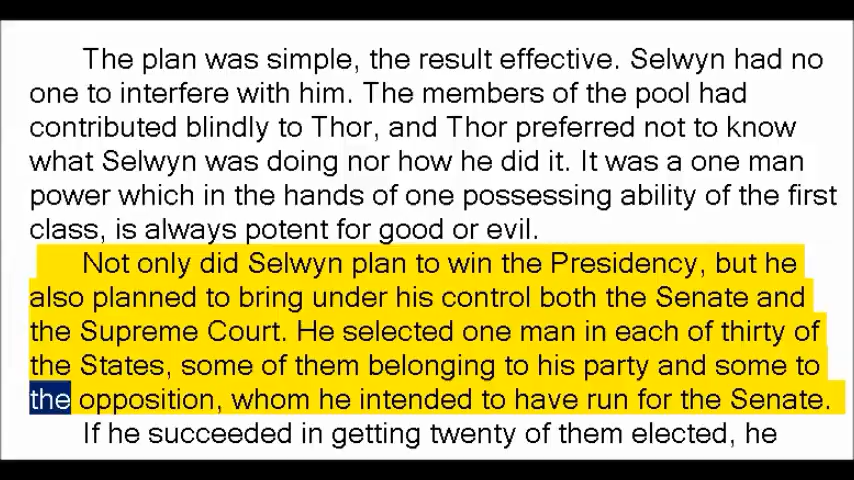 The plan was simple, the result effective. Selwyn had no
one to interfere with him. The members of the pool had
contributed blindly to Thor, and Thor preferred not to know
what Selwyn was doing nor how he did it. It was a one man
power which in the hands of one possessing ability of the first
class, is always potent for good or evil.
Not only did Selwyn plan to win the Presidency, but he
also planned to bring under his control both the Senate and
the Supreme Court. He selected one man in each of thirty of
the States, some of them belonging to his party and some to
the opposition, whom he intended to have run for the Senate.
If he succeeded in getting twenty of them elected, he